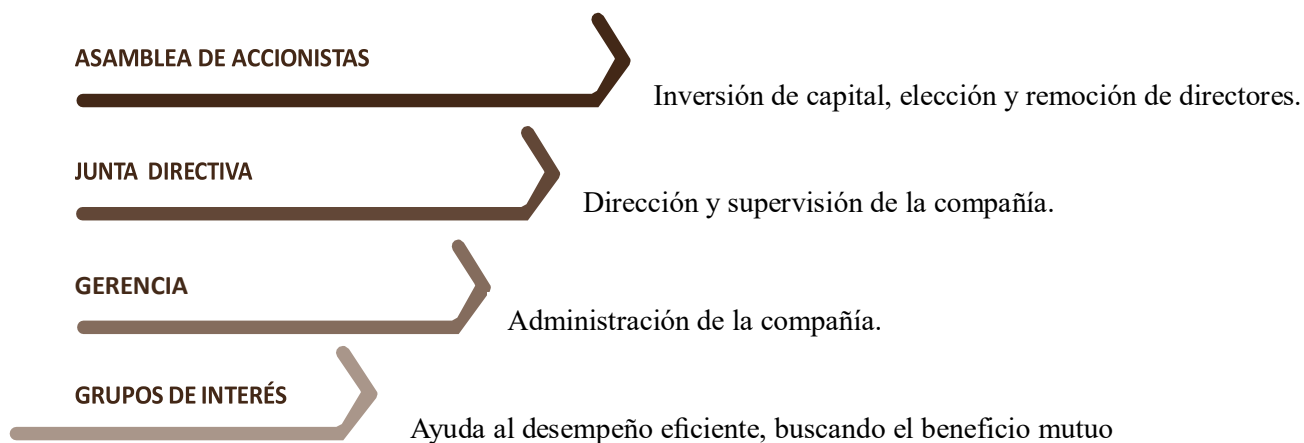 ASAMBLEA DE ACCIONISTAS
Inversión de capital, elección y remoción de directores.
JUNTA DIRECTIVA
Dirección y supervisión de la compañía.
GERENCIA
Administración de la compañía.
GRUPOS DE INTERÉS
Ayuda al desempeño eficiente, buscando el beneficio mutuo